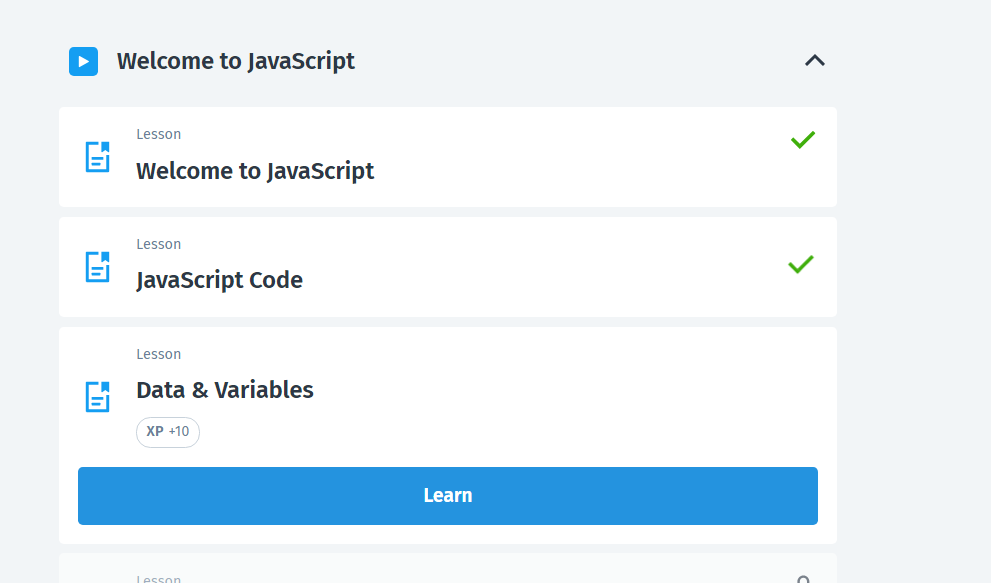 Welcome to JavaScript
Lesson
Welcome to JavaScript
Lesson
JavaScript Code
Lesson
Data & Variables
XP +10
Learn
Lesson